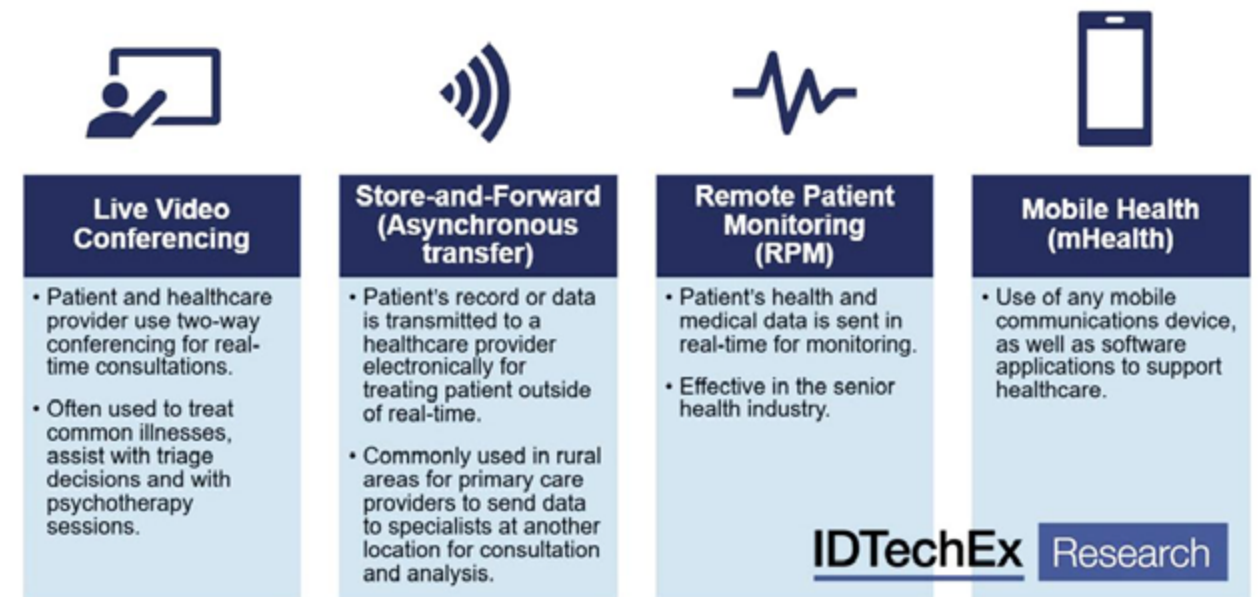 Live Video
Conferencing
• Patient and healthcare
provider use two-way
conferencing for real-
time consultations.
• Often used to treat
common illnesses,
assist with triage
decisions and with
psychotherapy
sessions.
Store-and-Forward
(Asynchronous
transfer)
• Patient's record or data
is transmitted to a
healthcare provider
electronically for
treating patient outside
of real-time.
• Commonly used in rural
areas for primary care
providers to send data
to specialists at another
location for consultation
and analysis.
Remote Patient
Monitoring
(RPM)
• Patient's health and
medical data is sent in
real-time for monitoring.
• Effective in the senior
health industry.
Mobile Health
(mHealth)
• Use of any mobile
communications device,
as well as software
applications to support
healthcare.
IDTechEx Research